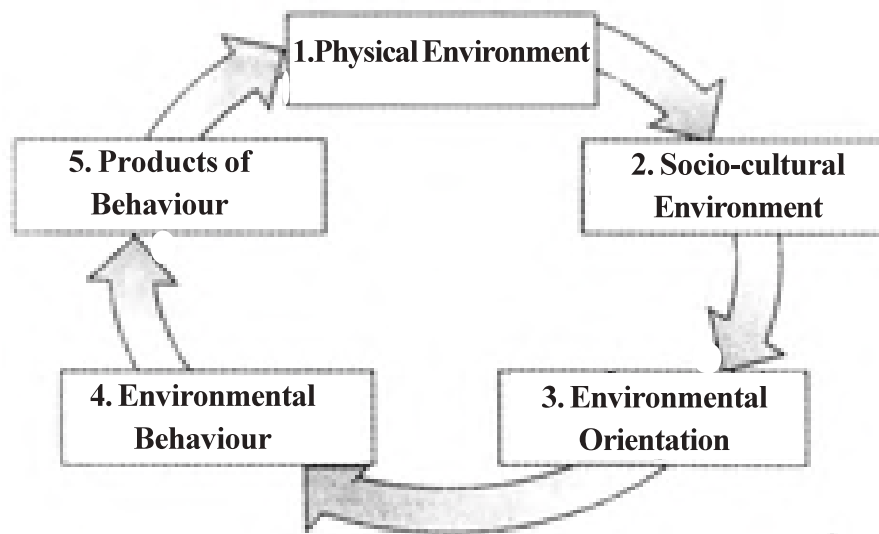 1.Physical Environment
2. Socio-cultural
Environment
3. Environmental
Orientation
4. Environmental
Behaviour
5. Products of
Behaviour